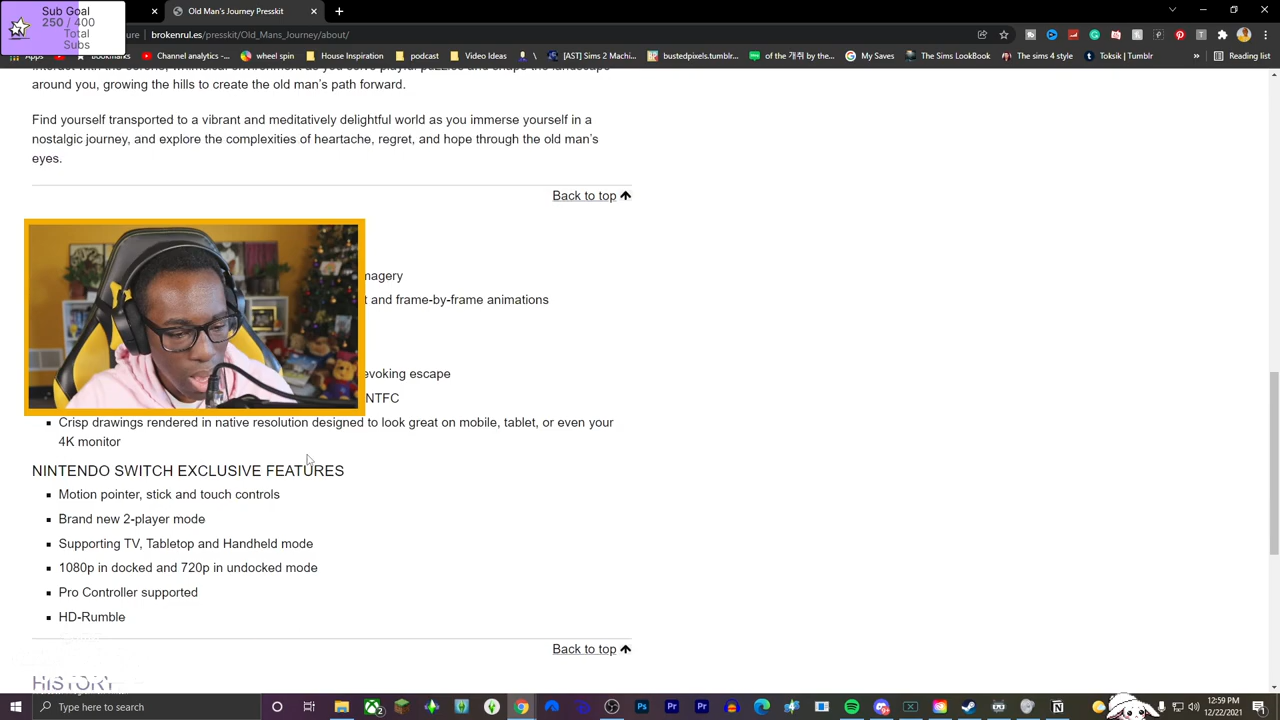 Sub Goal
250 / 400
Total
Subs
Old Man's Journey Presskit
brokenrul.es/presskit/Old_Mans_Journey/about/
Bookmarks
Channel analytics -...
wheel spin
podcast
Video Ideas
[AST] Sims 2 Machi...
bustedpixels.tumblr...
of the 개귀 by the...
My Saves
The Sims LookBook
The sims 4 style
Toksik | Tumblr
»
Reading list
around you, growing the hills to create the old man's path forward.
Find yourself transported to a vibrant and meditatively delightful world as you immerse yourself in a
nostalgic journey, and explore the complexities of heartache, regret, and hope through the old man's
eyes.
Back to top
magery
t and frame-by-frame animations
evoking escape
NTFC
Crisp drawings rendered in native resolution designed to look great on mobile, tablet, or even your
4K monitor
NINTENDO SWITCH EXCLUSIVE FEATURES
Motion pointer, stick and touch controls
Brand new 2-player mode
Supporting TV, Tabletop and Handheld mode
1080p in docked and 720p in undocked mode
Pro Controller supported
HD-Rumble
Back to top
HISTORY
Type here to search
12:59 PM
12/22/2021